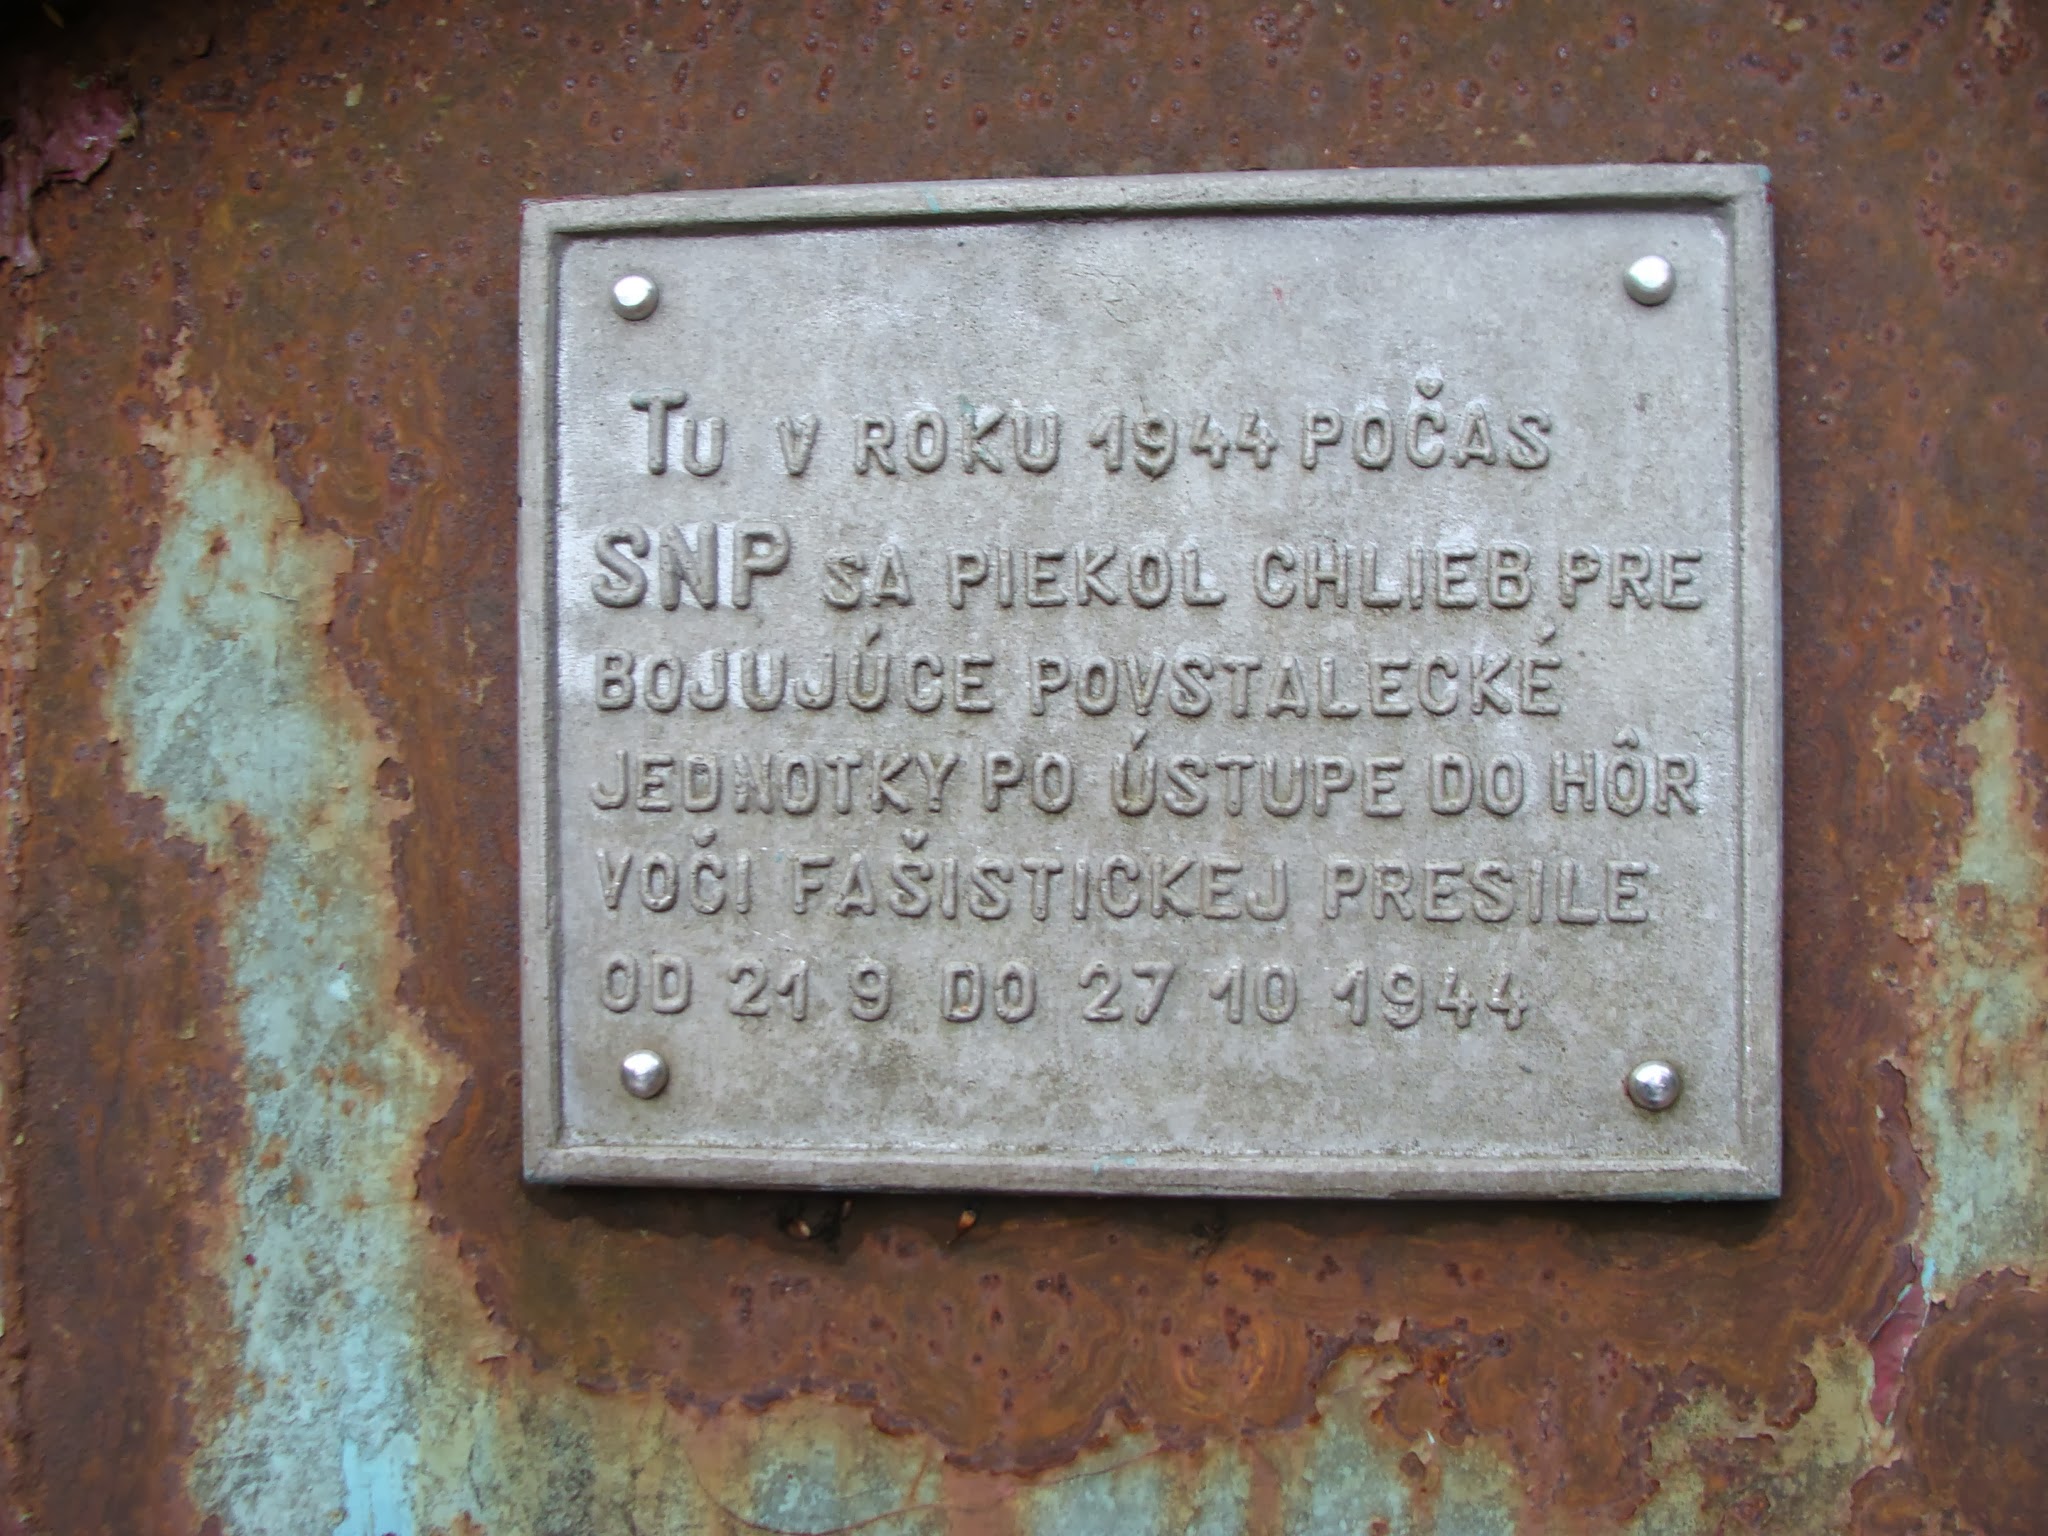 TU V ROKU 1944 POČAS
SNP SA PIEKOL CHLIEB PRE
BOJUJÚCE POVSTALECKÉ
JEDNOTKY PO ÚSTUPE DO HÔR
VOČI FAŠISTICKEJ PRESILE
OD 21 9 DO 27 10 1944